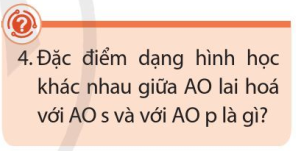 4. Đặc điểm dạng hình học
khác nhau giữa AO lai hoá
với AO s và với AO p là gì?